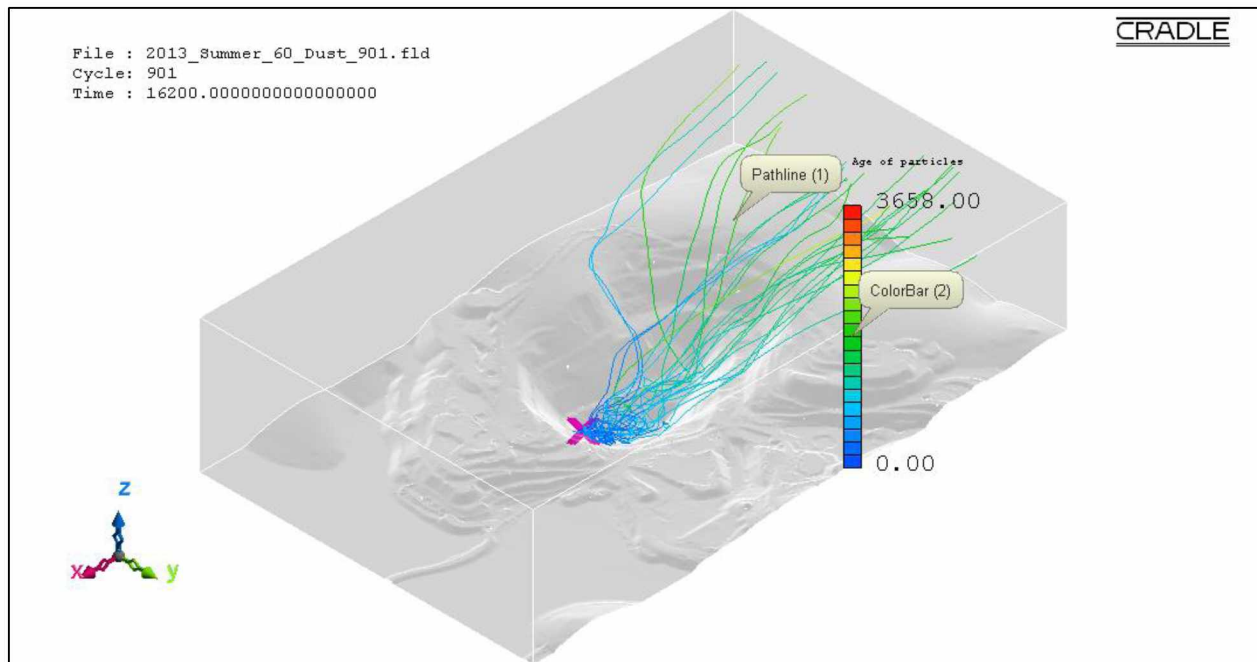 File : 2013_Summer_60_Dust_901.fld
Cycle: 901
Time : 16200.0000000000000000
CRADLE
Pathline (1)
Age of particles
3658.00
ColorBar (2)
0.00
z
x
y